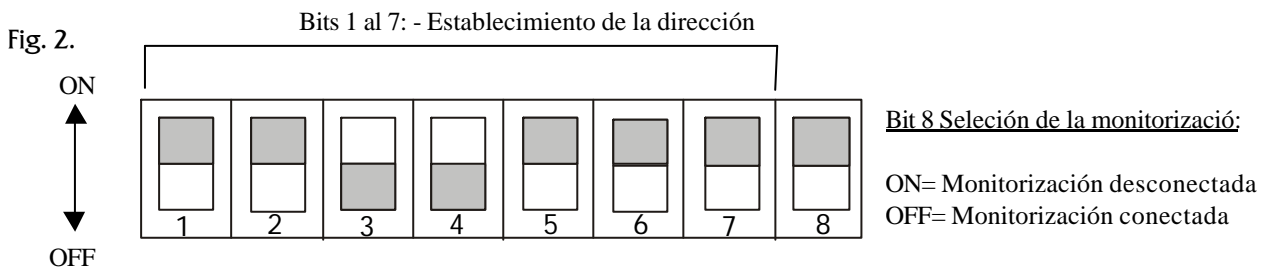 Bits 1 al 7: - Establecimiento de la dirección
Fig. 2.
ON
Bit 8 Seleción de la monitorizació:
ON= Monitorización desconectada
OFF= Monitorización conectada
1 2 3 4 5 6 7 8
OFF